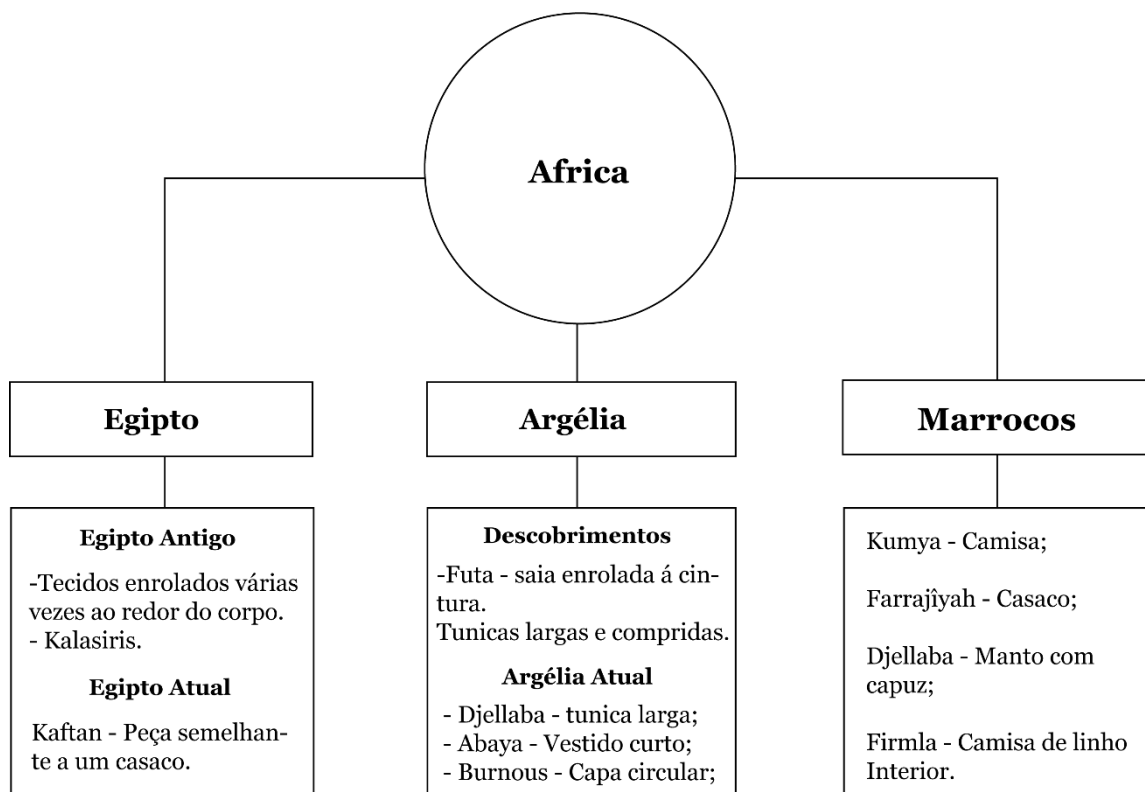 Africa
Egipto
Egipto Antigo
-Tecidos enrolados várias
vezes ao redor do corpo.
- Kalasiris.
Egipto Atual
Kaftan - Peça semelhan-
te a um casaco.
Argélia
Descobrimentos
-Futa - saia enrolada á cin-
tura.
Tunicas largas e compridas.
Argélia Atual
- Djellaba - tunica larga;
- Abaya - Vestido curto;
- Burnous - Capa circular;
Marrocos
Kumya - Camisa;
Farrajîyah - Casaco;
Djellaba - Manto com
capuz;
Firmla - Camisa de linho
Interior.